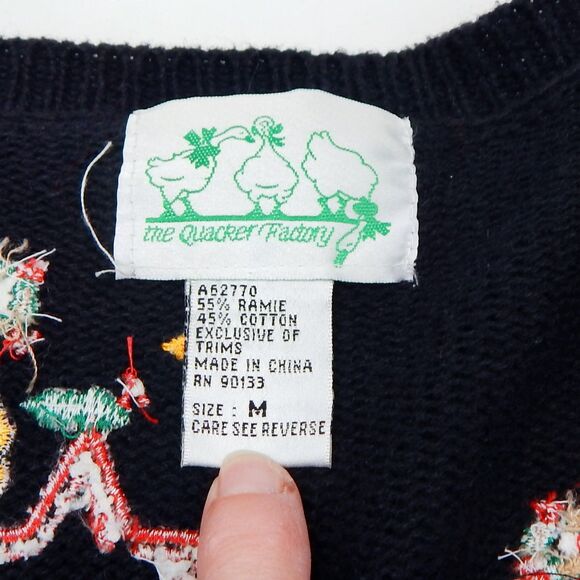 the Quacker Factory
A62770
55% RAMIE
45% COTTON
EXCLUSIVE OF
TRIMS
MADE IN CHINA
RN 90133
SIZE : M
CARE SEE REVERSE